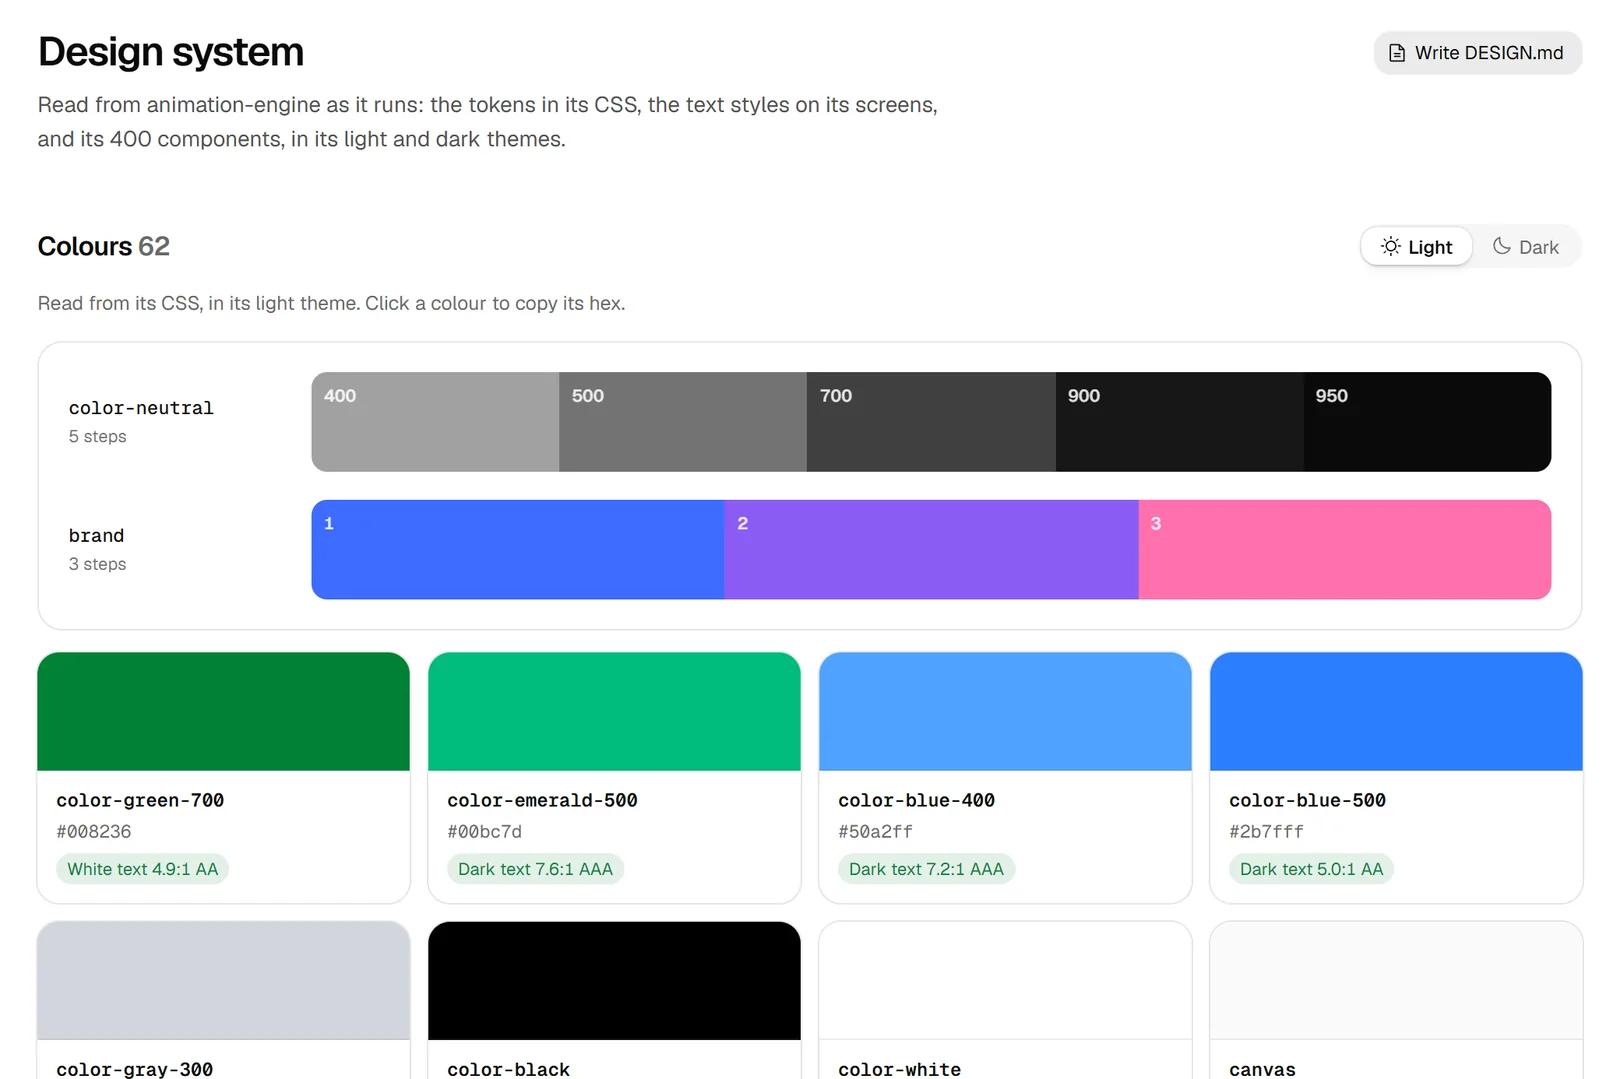 Design system
Write DESIGN.md
Read from animation-engine as it runs: the tokens in its CSS, the text styles on its screens,
and its 400 components, in its light and dark themes.
Colours 62
Light
Dark
Read from its CSS, in its light theme. Click a colour to copy its hex.
color-neutral
5 steps
400
500
700
900
950
brand
3 steps
1
2
3
color-green-700
#008236
White text 4.9:1 AA
color-emerald-500
#00bc7d
Dark text 7.6:1 AAA
color-blue-400
#50a2ff
Dark text 7.2:1 AAA
color-blue-500
#2b7fff
Dark text 5.0:1 AA
color-gray-300
color-black
color-white
canvas